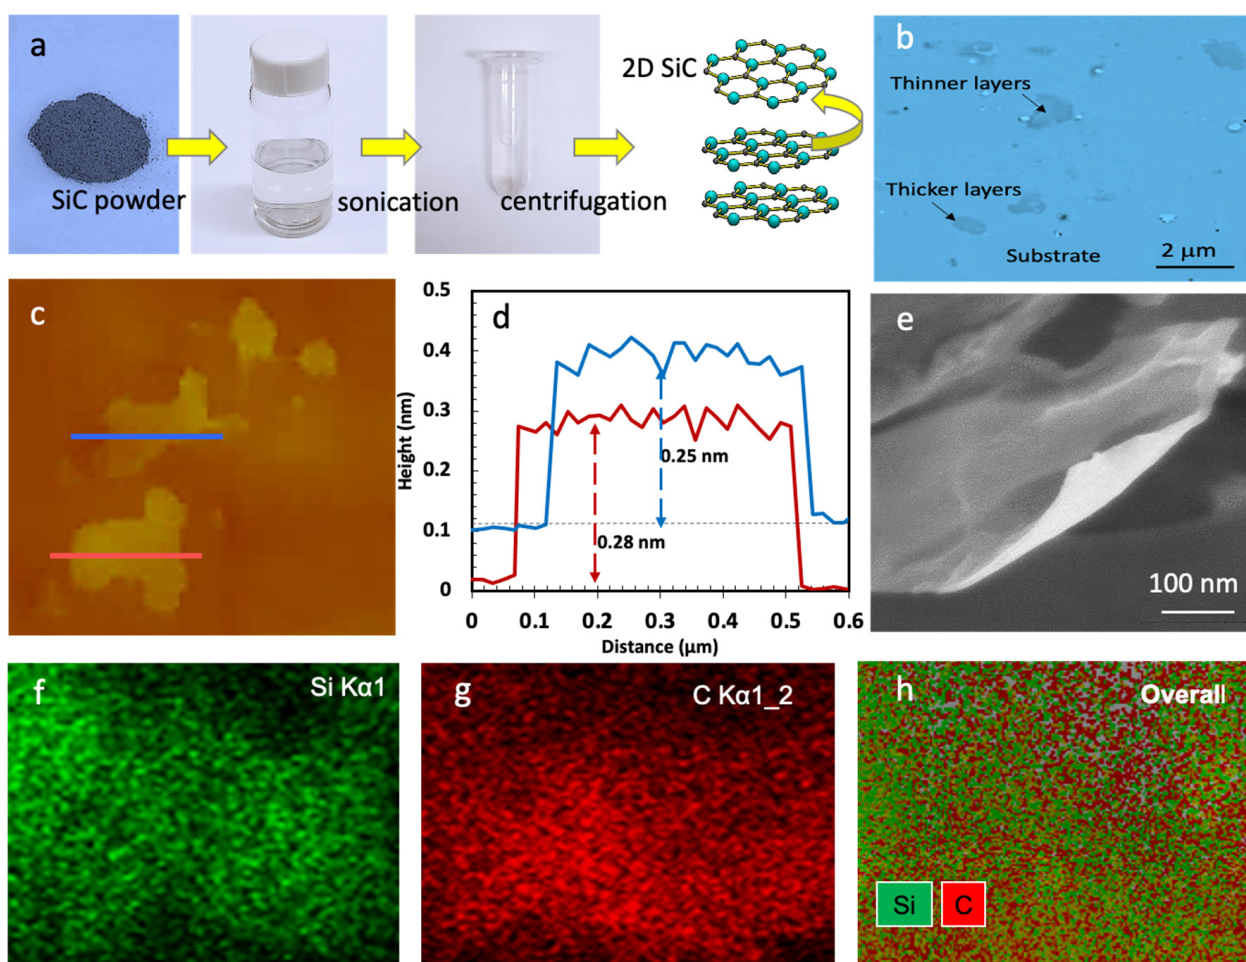 a
SiC powder
sonication
centrifugation
2D SiC
b
Thinner layers
Thicker layers
Substrate
2 μm
c
d
Height (nm)
0.5
0.4
0.3
0.2
0.1
0
0.25 nm
0.28 nm
0 0.1 0.2 0.3 0.4 0.5 0.6
Distance (μm)
e
100 nm
f
Si Kα1
g
C Kα1_2
h
Overall
Si C